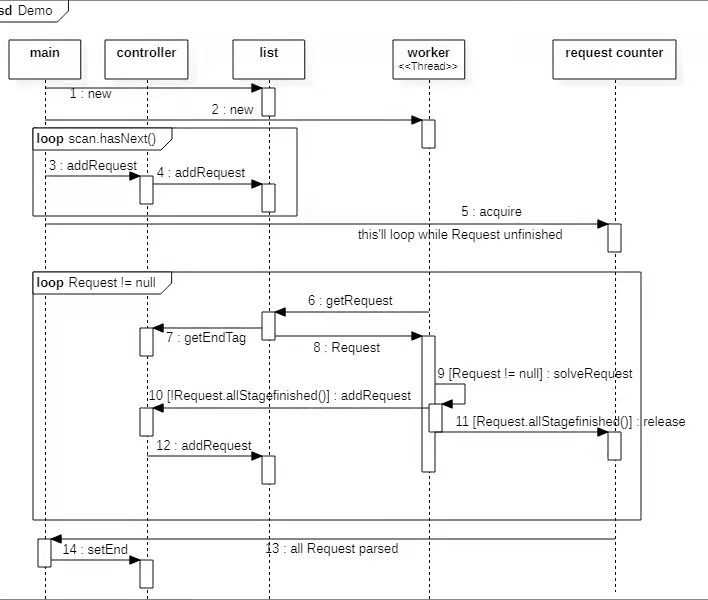 sd Demo
main
controller
list
worker
<<Thread>>
request counter
1 : new
2 : new
loop scan.hasNext()
3 : addRequest
4 : addRequest
5 : acquire
this'll loop while Request unfinished
loop Request != null
6 : getRequest
7 : getEndTag
8 : Request
9 [Request != null] : solveRequest
10 [!Request.allStagefinished()] : addRequest
11 [Request.allStagefinished()] : release
12 : addRequest
13 : all Request parsed
14 : setEnd